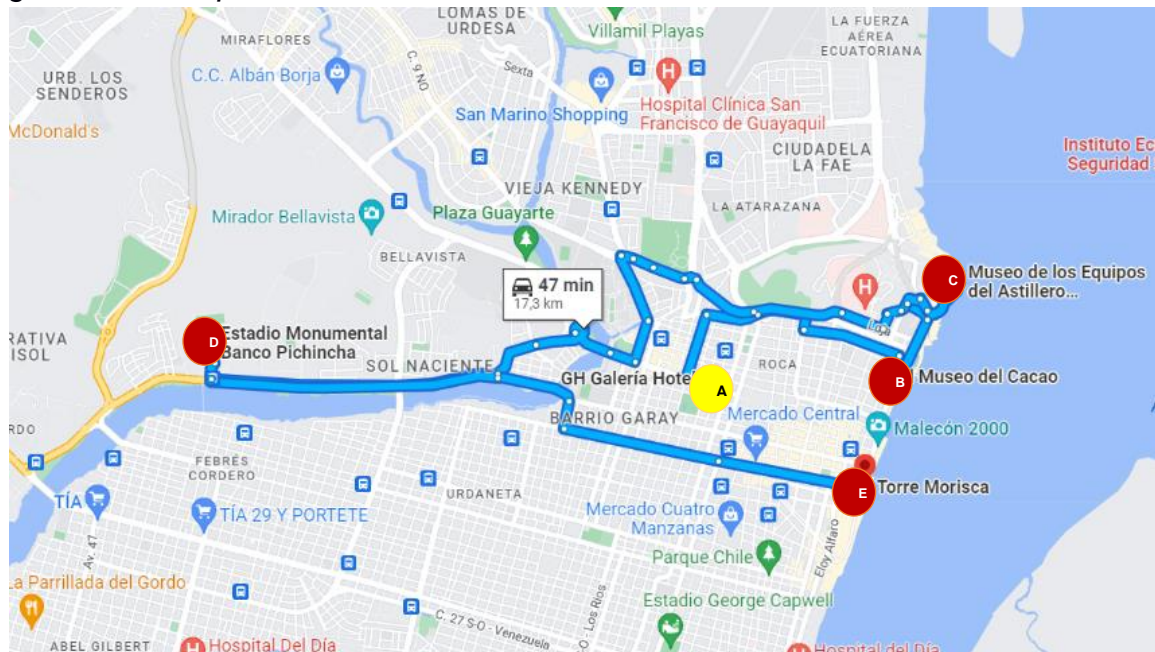 LOMAS DE
URDESA
MIRAFLORES
C. 9 NO
Villamil Playas
LA FUERZA
AÉREA
ECUATORIANA
URB. LOS
SENDEROS
C.C. Albán Borja
Sexta
San Marino Shopping
Hospital Clínica San
Francisco de Guayaquil
McDonald's
CIUDADELA
LA FAE
Instituto Ec
Seguridad
VIEJA KENNEDY
LA ATARAZANA
Mirador Bellavista
Plaza Guayarte
BELLAVISTA
47 min
17,3 km
C
Museo de los Equipos
del Astillero...
Loja
RATIVA
ISOL
D
Estadio Monumental
Banco Pichincha
SOL NACIENTE
GH Galería Hotel
A
ROCA
B
Museo del Cacao
BARRIO GARAY
Mercado Central
Malecón 2000
RDO
FEBRES
CORDERO
URDANETA
E
Torre Morisca
TÍA
TÍA 29 Y PORTETE
Mercado Cuatro
Manzanas
Av. 47
Eloy Alfaro
Parque Chile
La Parrillada del Gordo
Estadio George Capwell
C. 27 S-O - Venezuela
S-O - Los Ríos
ABEL GILBERT
Hospital Del Día
Hospital del Día